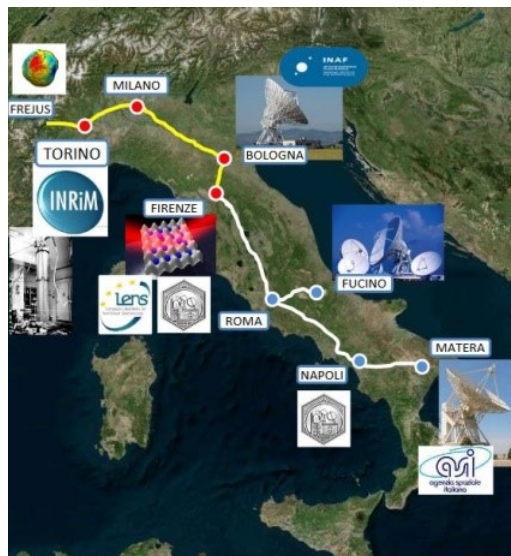 INAF
MILANO
FREJUS
TORINO
BOLOGNA
INRiM
FIRENZE
Lens
FUCINO
ROMA
MATERA
NAPOLI
asi
agenzia spaziale
italiana